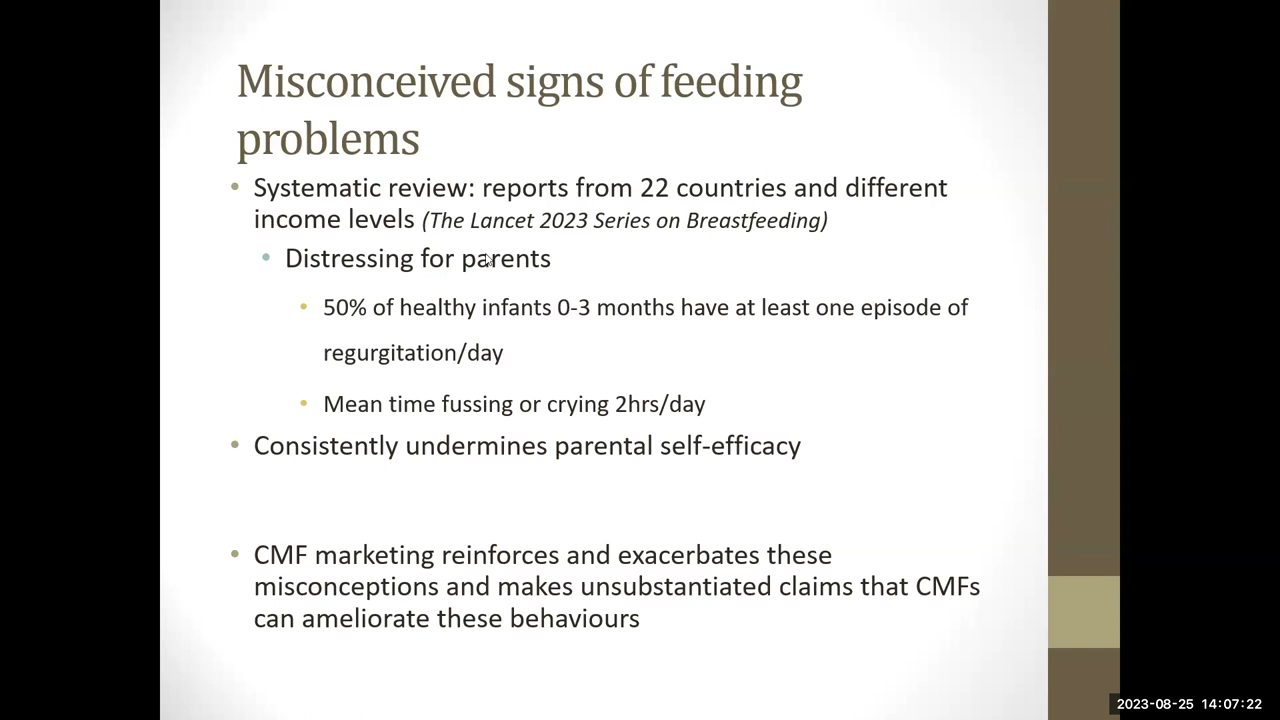 Misconceived signs of feeding
problems
• Systematic review: reports from 22 countries and different
income levels (The Lancet 2023 Series on Breastfeeding)
• Distressing for parents
• 50% of healthy infants 0-3 months have at least one episode of
regurgitation/day
• Mean time fussing or crying 2hrs/day
• Consistently undermines parental self-efficacy
• CMF marketing reinforces and exacerbates these
misconceptions and makes unsubstantiated claims that CMFs
can ameliorate these behaviours
2023-08-25 14:07:22